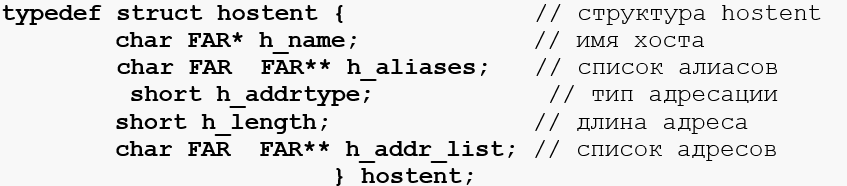 typedef struct hostent { // структура hostent
char FAR* h_name; // имя хоста
char FAR FAR** h_aliases; // список алиасов
short h_addrtype; // тип адресации
short h_length; // длина адреса
char FAR FAR** h_addr_list; // список адресов
} hostent;